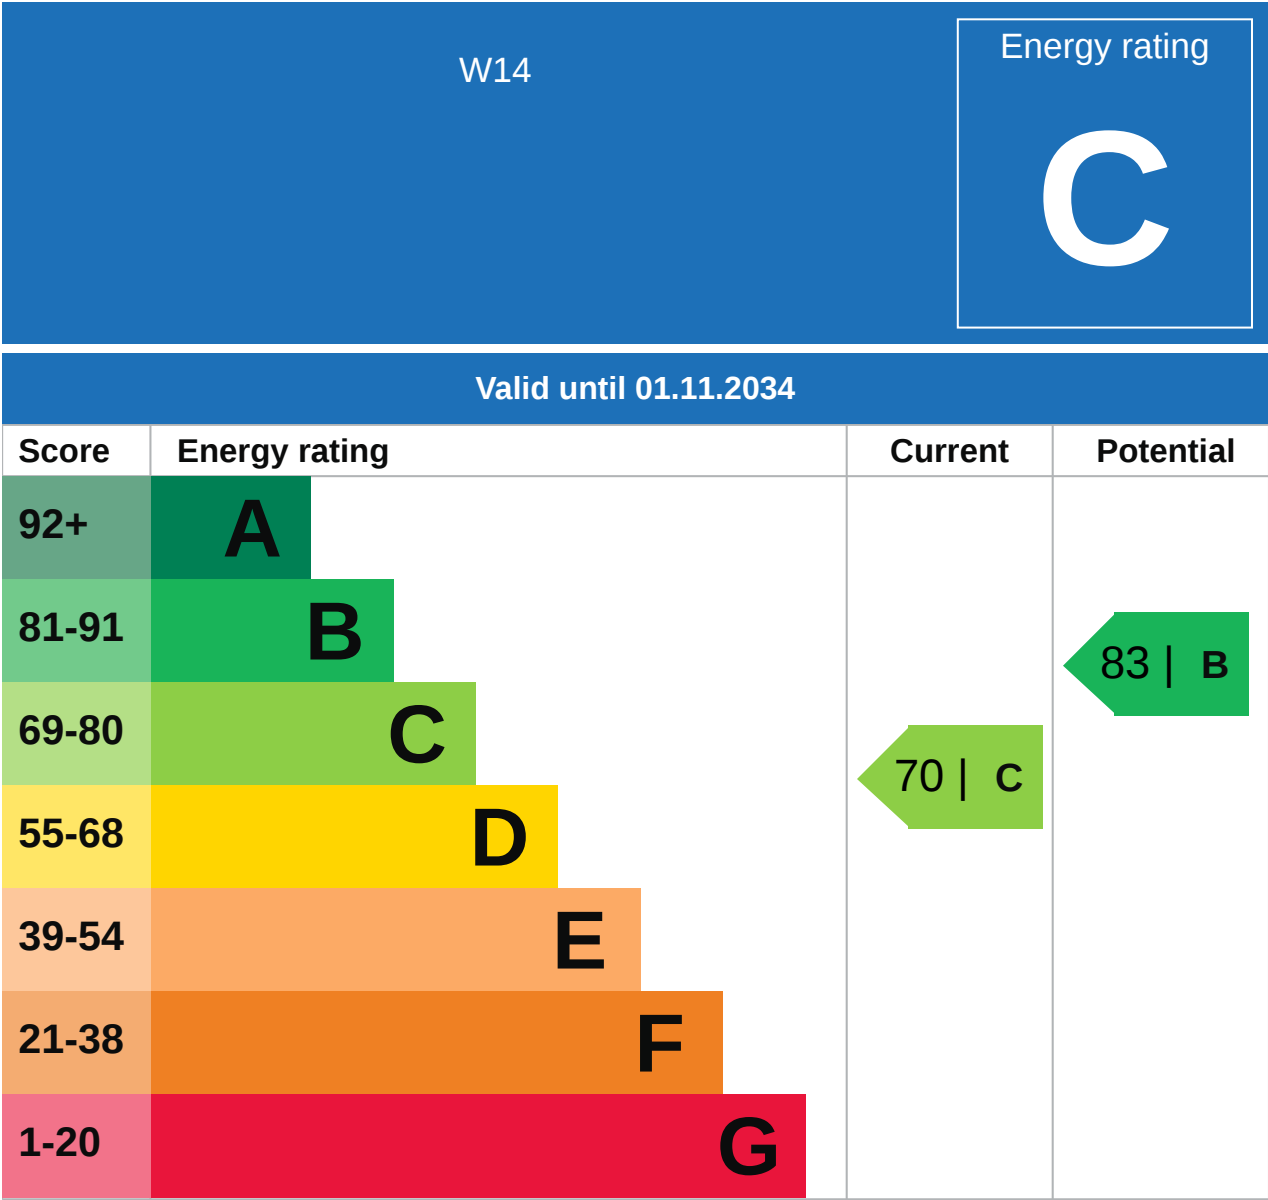 W14
Energy rating
C
Valid until 01.11.2034
Score Energy rating Current Potential
92+ A
81-91 B
83 | B
69-80 C
70 | C
55-68 D
39-54 E
21-38 F
1-20 G